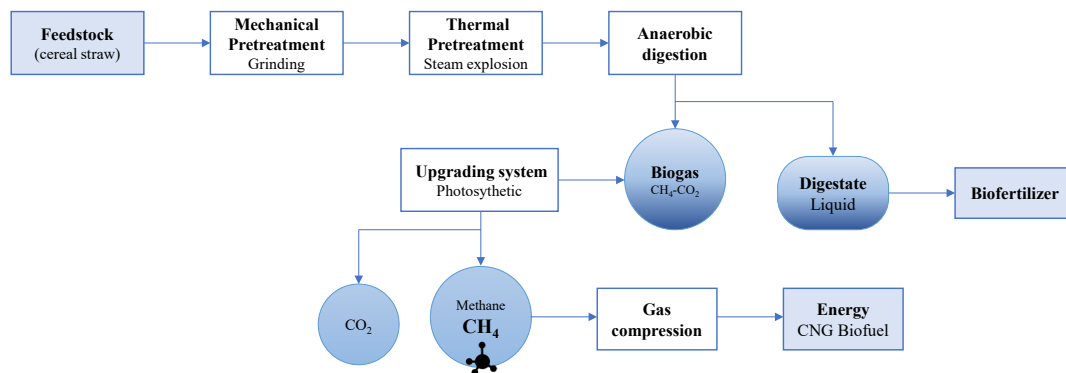 Feedstock
(cereal straw)
Mechanical
Pretreatment
Grinding
Thermal
Pretreatment
Steam explosion
Anaerobic
digestion
Upgrading system
Photosythetic
Biogas
CH₄-CO₂
Digestate
Liquid
Biofertilizer
CO₂
Methane
CH₄
Gas
compression
Energy
CNG Biofuel